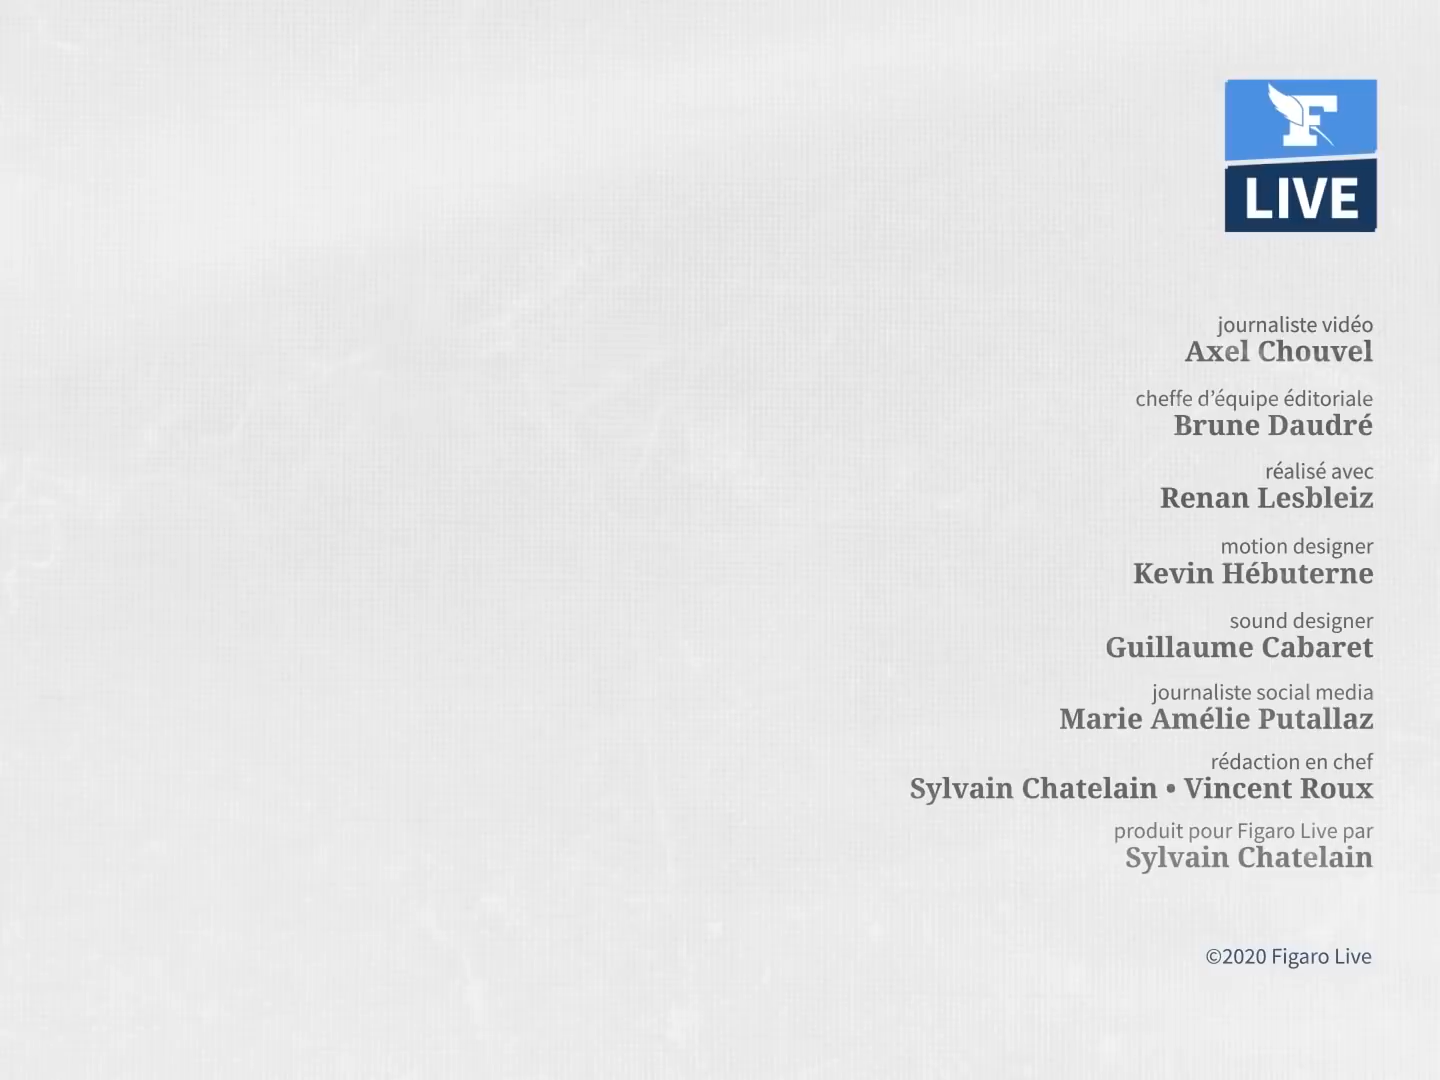 F
LIVE
journaliste vidéo
Axel Chouvel
cheffe d’équipe éditoriale
Brune Daudré
réalisé avec
Renan Lesbleiz
motion designer
Kevin Hébuterne
sound designer
Guillaume Cabaret
journaliste social media
Marie Amélie Putallaz
rédaction en chef
Sylvain Chatelain • Vincent Roux
produit pour Figaro Live par
Sylvain Chatelain
©2020 Figaro Live